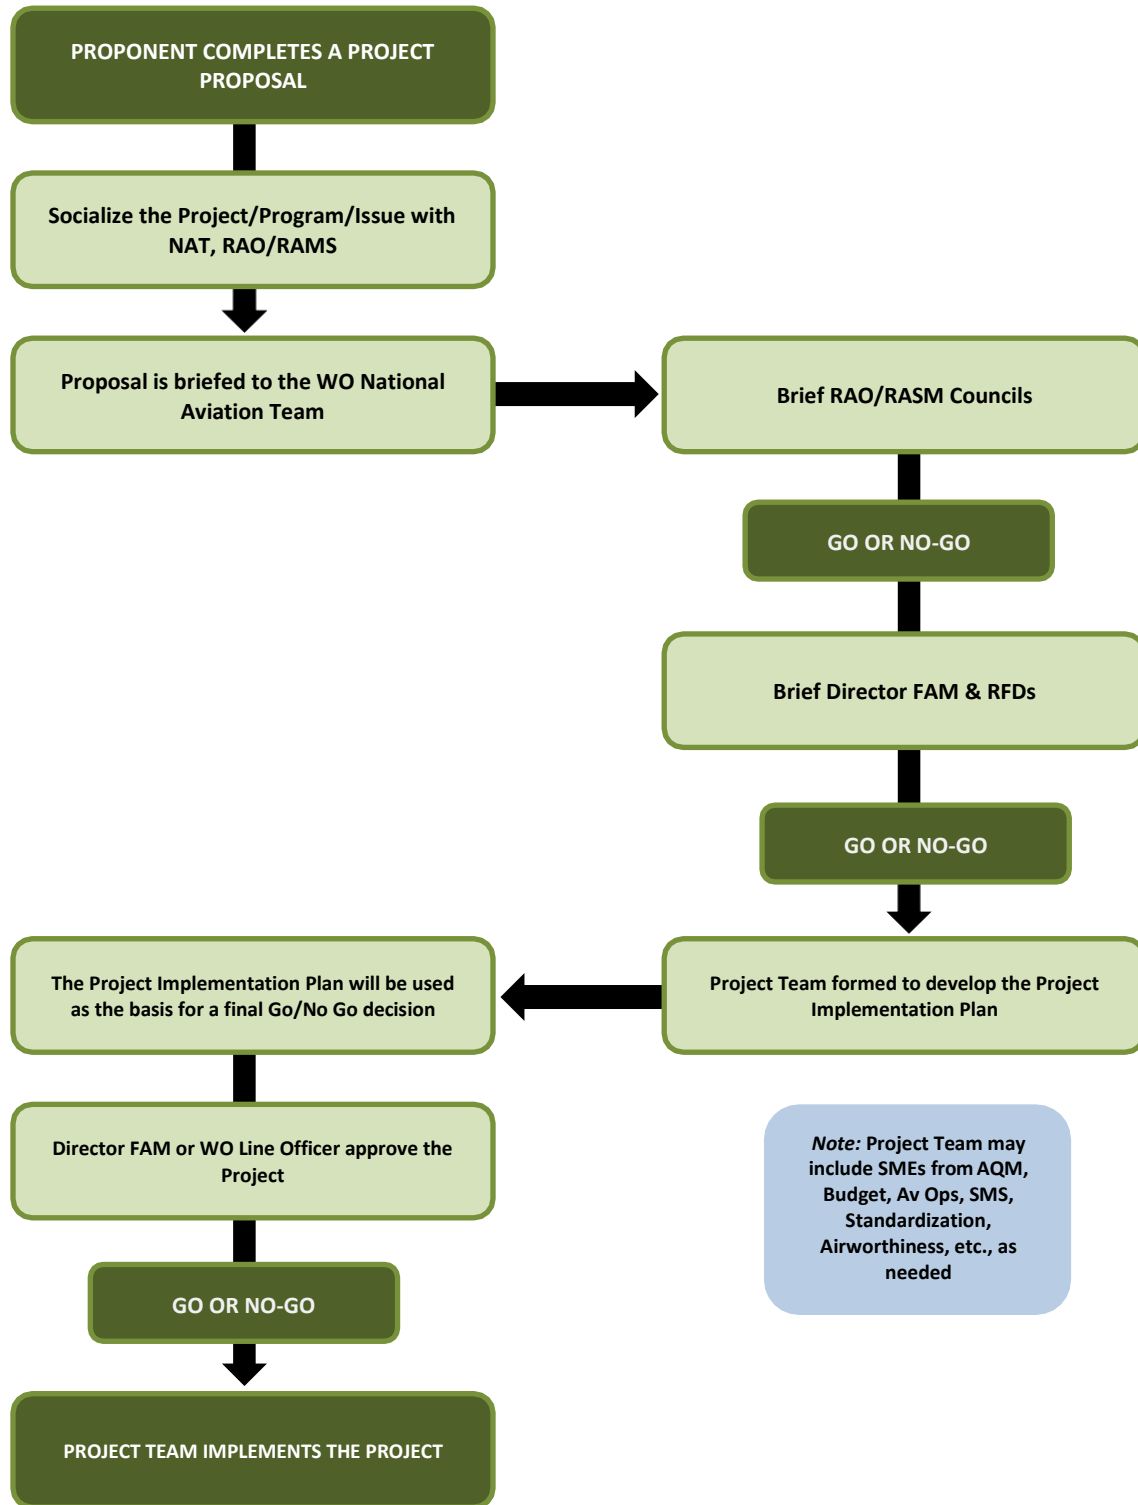 PROPONENT COMPLETES A PROJECT
PROPOSAL
Socialize the Project/Program/Issue with
NAT, RAO/RAMS
Proposal is briefed to the WO National
Aviation Team
Brief RAO/RASM Councils
GO OR NO-GO
Brief Director FAM & RFDs
GO OR NO-GO
Project Team formed to develop the Project
Implementation Plan
The Project Implementation Plan will be used
as the basis for a final Go/No Go decision
Director FAM or WO Line Officer approve the
Project
Note: Project Team may
include SMEs from AQM,
Budget, Av Ops, SMS,
Standardization,
Airworthiness, etc., as
needed
GO OR NO-GO
PROJECT TEAM IMPLEMENTS THE PROJECT